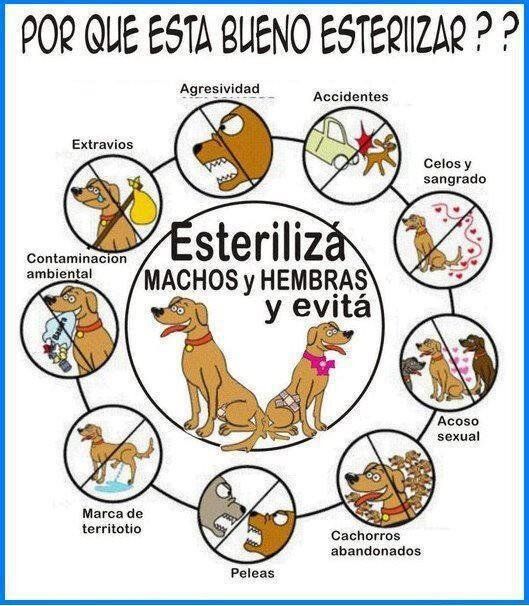 POR QUE ESTA BUENO ESTERIIZAR ? ?
Agresividad
Accidentes
Extravios
Celos y
sangrado
Esterilizá
MACHOS y HEMBRAS
y evitá
Contaminacion
ambiental
Acoso
sexual
Marca de
territotio
Cachorros
abandonados
Peleas